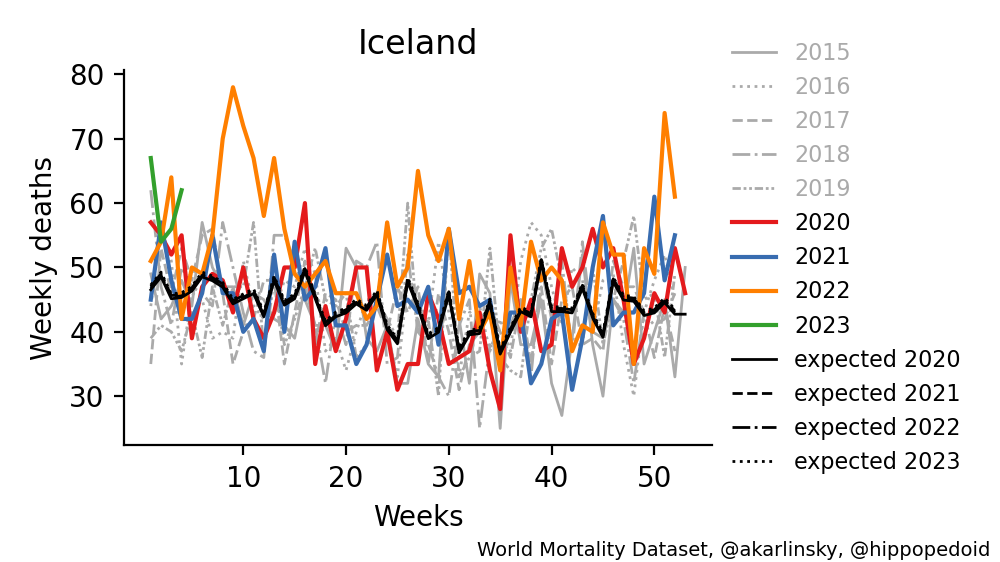 Iceland
Weekly deaths
80
70
60
50
40
30
10
20
30
40
50
Weeks
2015
2016
2017
2018
2019
2020
2021
2022
2023
expected 2020
expected 2021
expected 2022
expected 2023
World Mortality Dataset, @akarlinsky, @hippopedoid